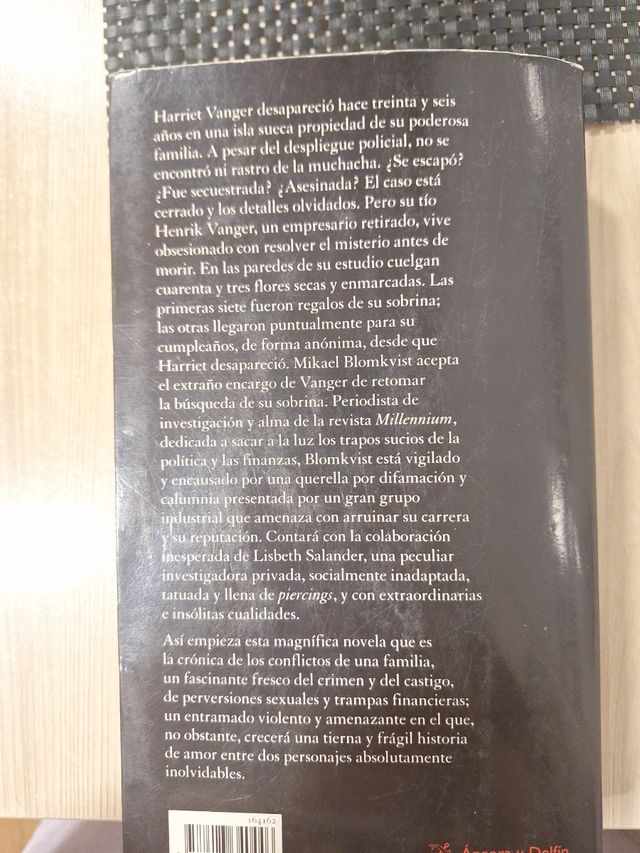 Harriet Vanger desapareció hace treinta y seis
años en una isla sueca propiedad de su poderosa
familia. A pesar del despliegue policial, no se
encontró ni rastro de la muchacha. ¿Se escapó?
¿Fue secuestrada? ¿Asesinada? El caso está
cerrado y los detalles olvidados. Pero su tío
Henrik Vanger, un empresario retirado, vive
obsesionado con resolver el misterio antes de
morir. En las paredes de su estudio cuelgan
cuarenta y tres flores secas y enmarcadas. Las
primeras siete fueron regalos de su sobrina;
las otras llegaron puntualmente para su
cumpleaños, de forma anónima, desde que
Harriet desapareció. Mikael Blomkvist acepta
el extraño encargo de Vanger de retomar
la búsqueda de su sobrina. Periodista de
investigación y alma de la revista Millennium,
dedicada a sacar a la luz los trapos sucios de la
política y las finanzas, Blomkvist está vigilado
y encausado por una querella por difamación y
calumnia presentada por un gran grupo
industrial que amenaza con arruinar su carrera
y su reputación. Contará con la colaboración
inesperada de Lisbeth Salander, una peculiar
investigadora privada, socialmente inadaptada,
tatuada y llena de piercings, y con extraordinarias
e insólitas cualidades.
Así empieza esta magnífica novela que es
la crónica de los conflictos de una familia,
un fascinante fresco del crimen y del castigo,
de perversiones sexuales y trampas financieras;
un entramado violento y amenazante en el que,
no obstante, crecerá una tierna y frágil historia
de amor entre dos personajes absolutamente
inolvidables.
164162
Áncora y Delfín